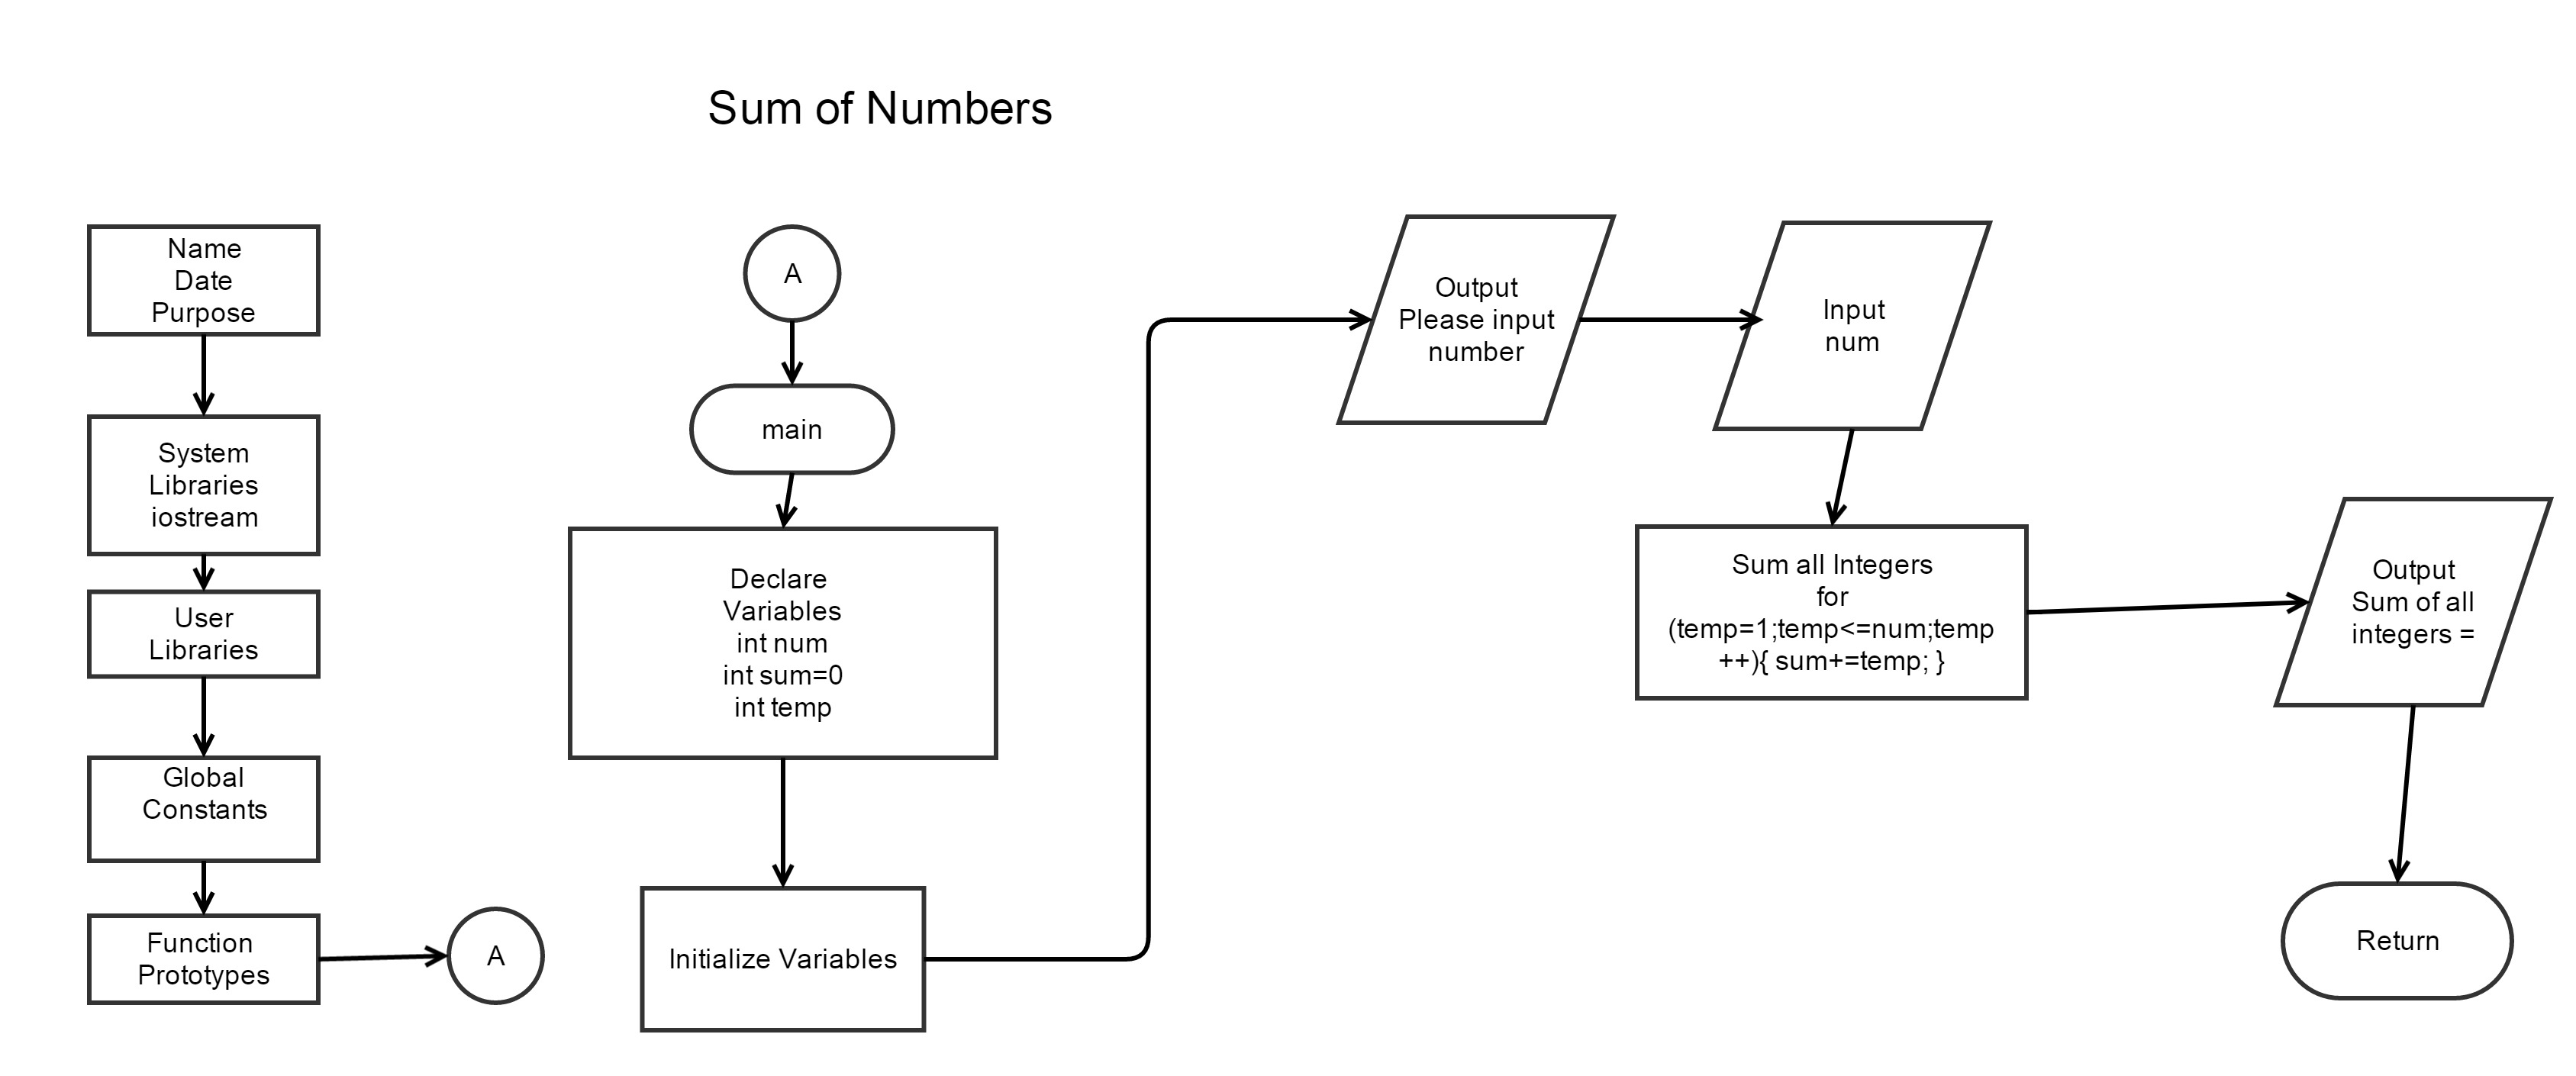 Sum of Numbers
Name
Date
Purpose
System
Libraries
iostream
User
Libraries
Global
Constants
Function
Prototypes
A
A
main
Declare
Variables
int num
int sum=0
int temp
Initialize Variables
Output
Please input
number
Input
num
Sum all Integers
for
(temp=1;temp<=num;temp
++){ sum+=temp; }
Output
Sum of all
integers =
Return